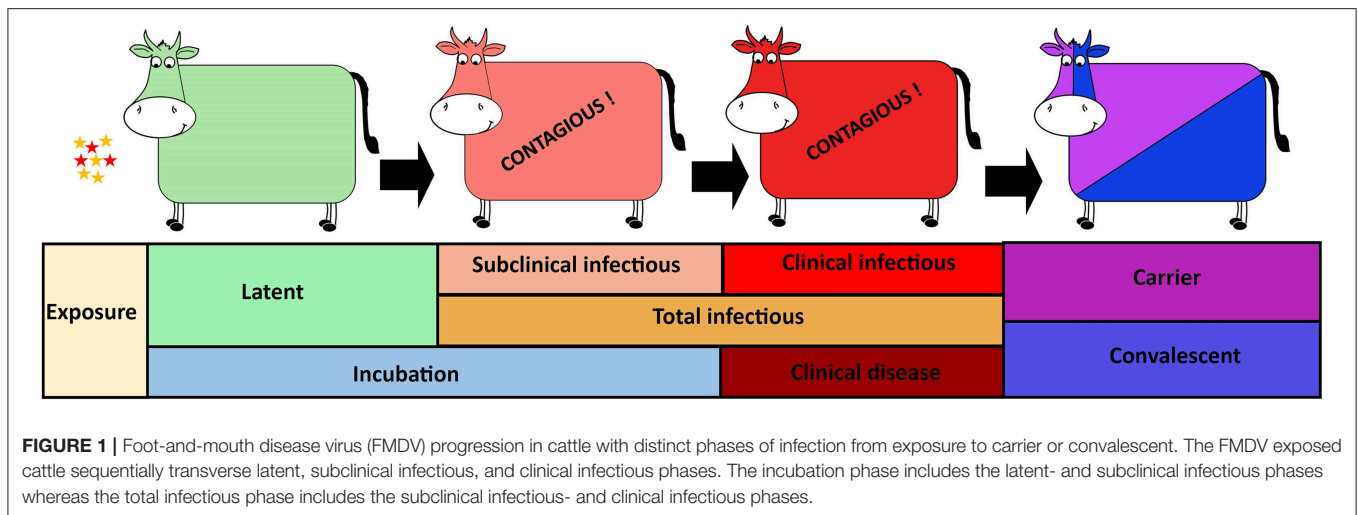 CONTAGIOUS !
CONTAGIOUS !
Exposure
Latent
Subclinical infectious
Clinical infectious
Carrier
Total infectious
Incubation
Clinical disease
Convalescent
FIGURE 1 | Foot-and-mouth disease virus (FMDV) progression in cattle with distinct phases of infection from exposure to carrier or convalescent. The FMDV exposed
cattle sequentially transverse latent, subclinical infectious, and clinical infectious phases. The incubation phase includes the latent- and subclinical infectious phases
whereas the total infectious phase includes the subclinical infectious- and clinical infectious phases.